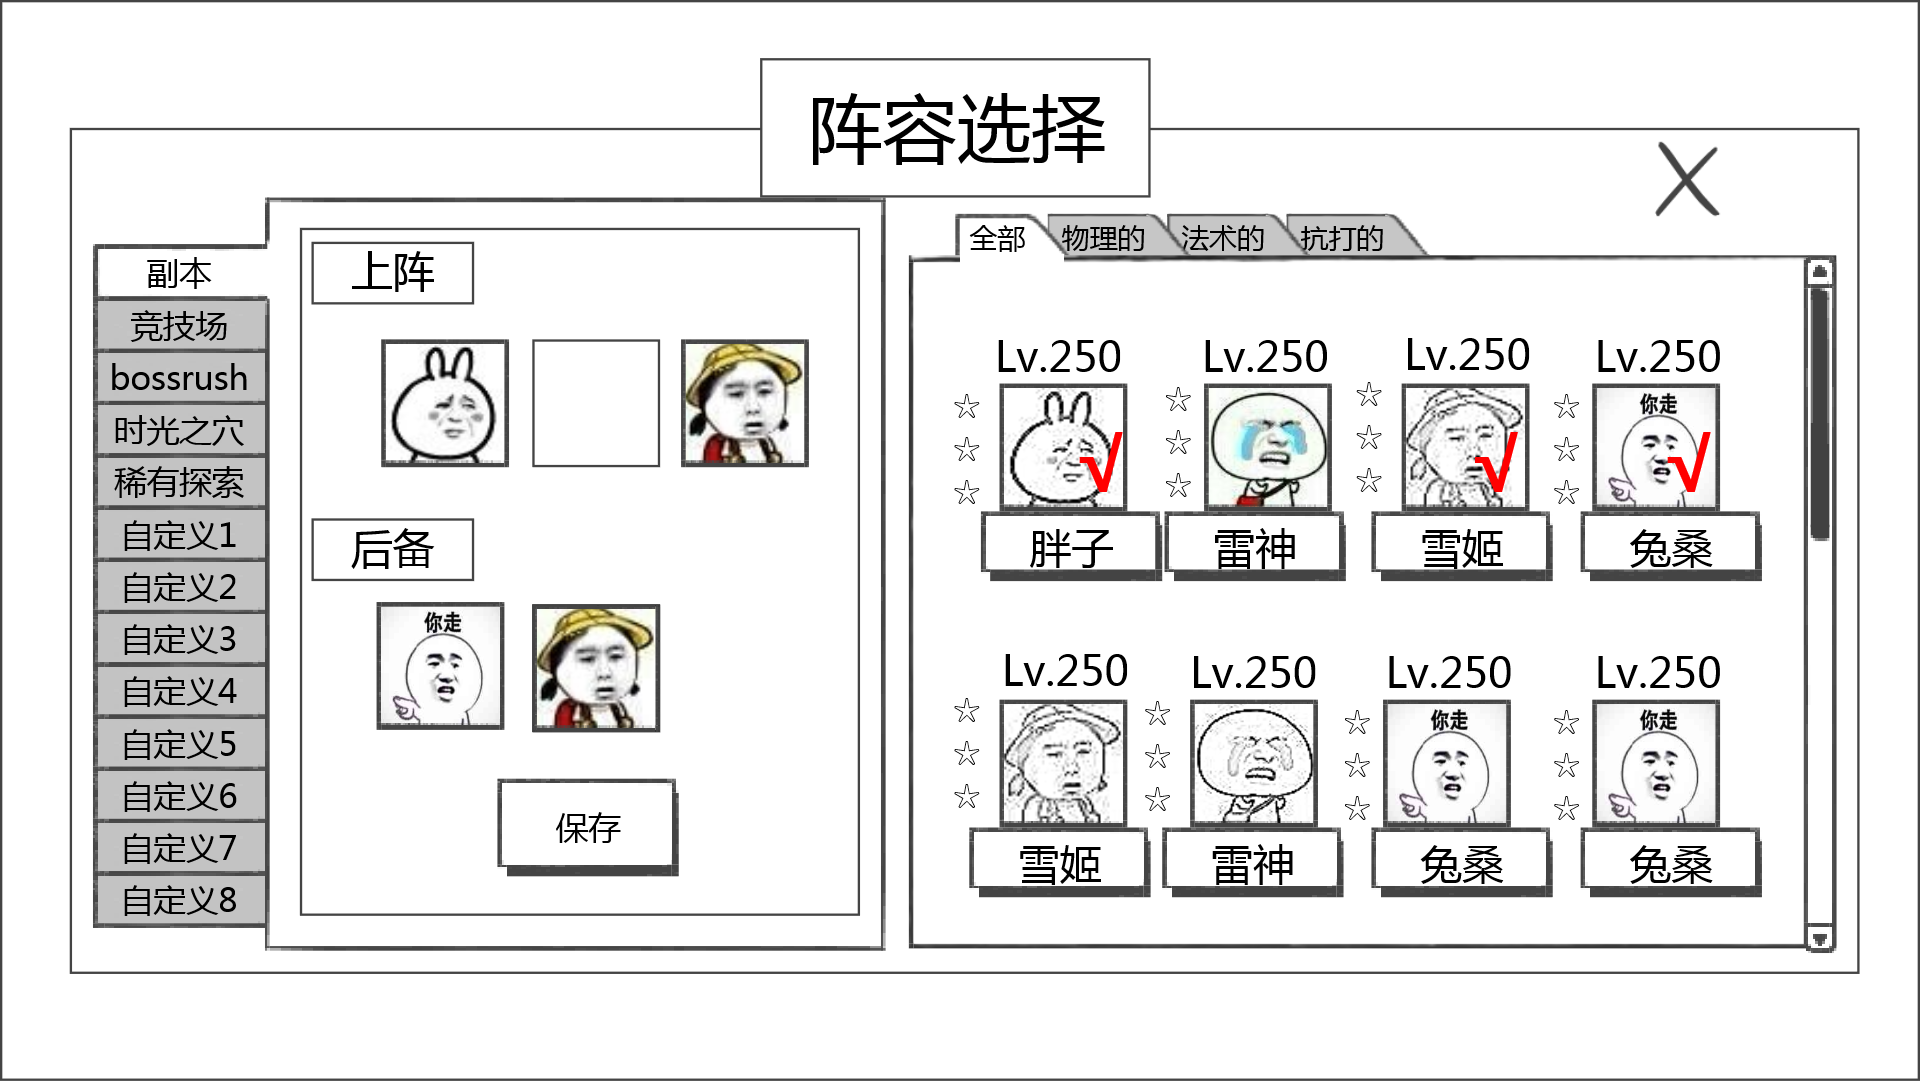 阵容选择
副本
竞技场
bossrush
时光之穴
稀有探索
自定义1
自定义2
自定义3
自定义4
自定义5
自定义6
自定义7
自定义8
上阵
后备
你走
保存
全部 物理的 法术的 抗打的
Lv.250 Lv.250 Lv.250 Lv.250
你走
√ √ √
胖子 雷神 雪姬 兔桑
Lv.250 Lv.250 Lv.250 Lv.250
你走 你走
雪姬 雷神 兔桑 兔桑